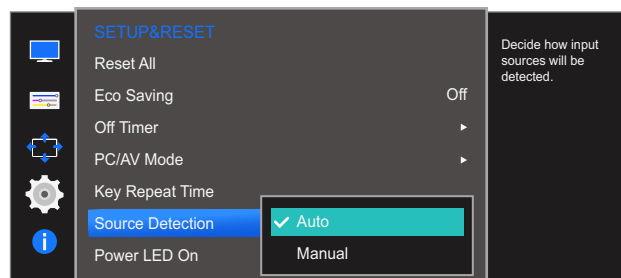 SETUP&RESET
Reset All
Eco Saving Off
Off Timer
PC/AV Mode
Key Repeat Time
Source Detection Auto
Power LED On Manual
Decide how input
sources will be
detected.